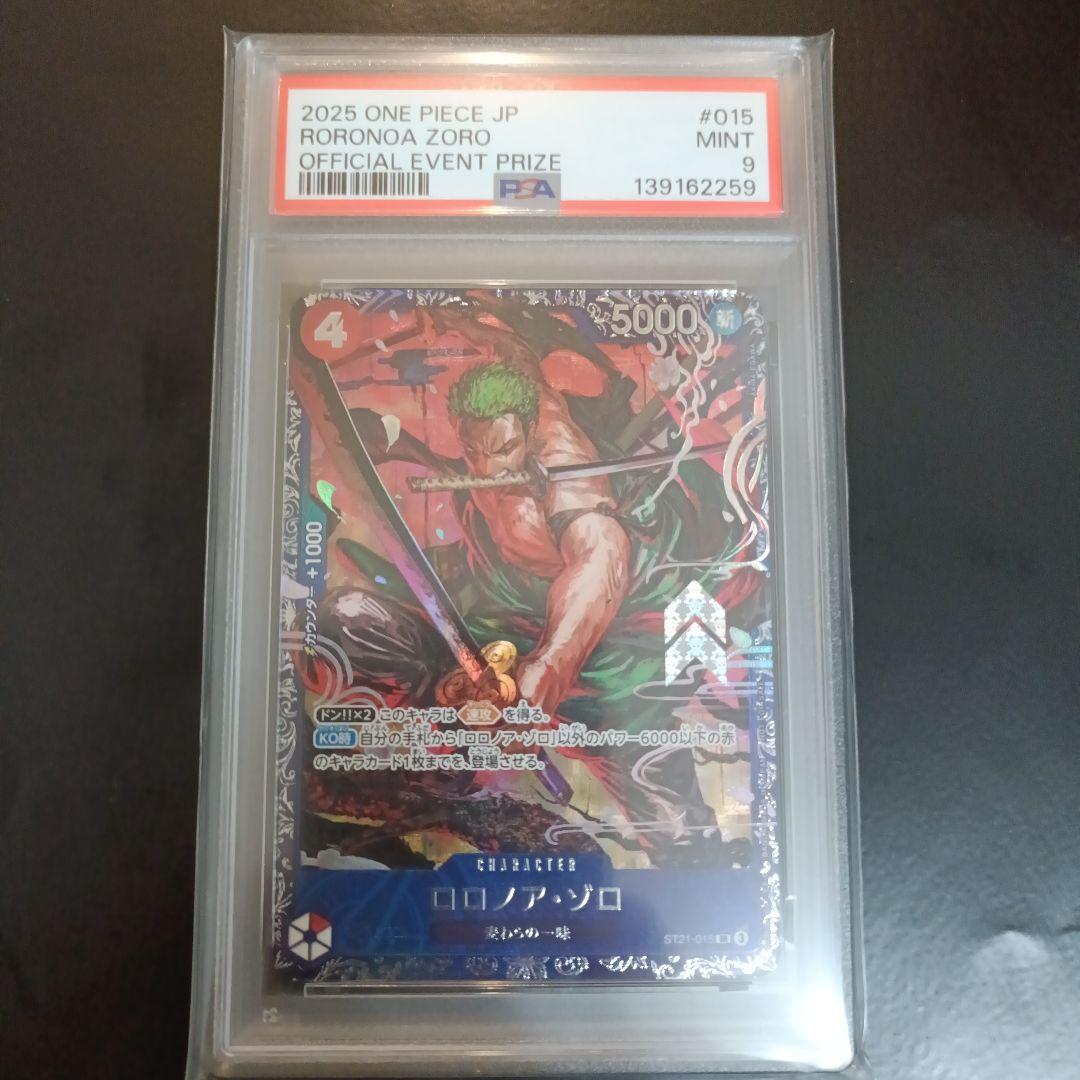 2025 ONE PIECE JP
#015
RORONOA ZORO
MINT
OFFICIAL EVENT PRIZE
9
PSA
139162259
4
5000
斬
カウンター +1000
ドン!!×2 このキャラは 速攻 を得る。
KO時 自分の手札から「ロロノア・ゾロ」以外のパワー6000以下の赤
のキャラカード1枚までを、登場させる。
CHARACTER
ロロノア・ゾロ
麦わらの一味
ST21-015
3